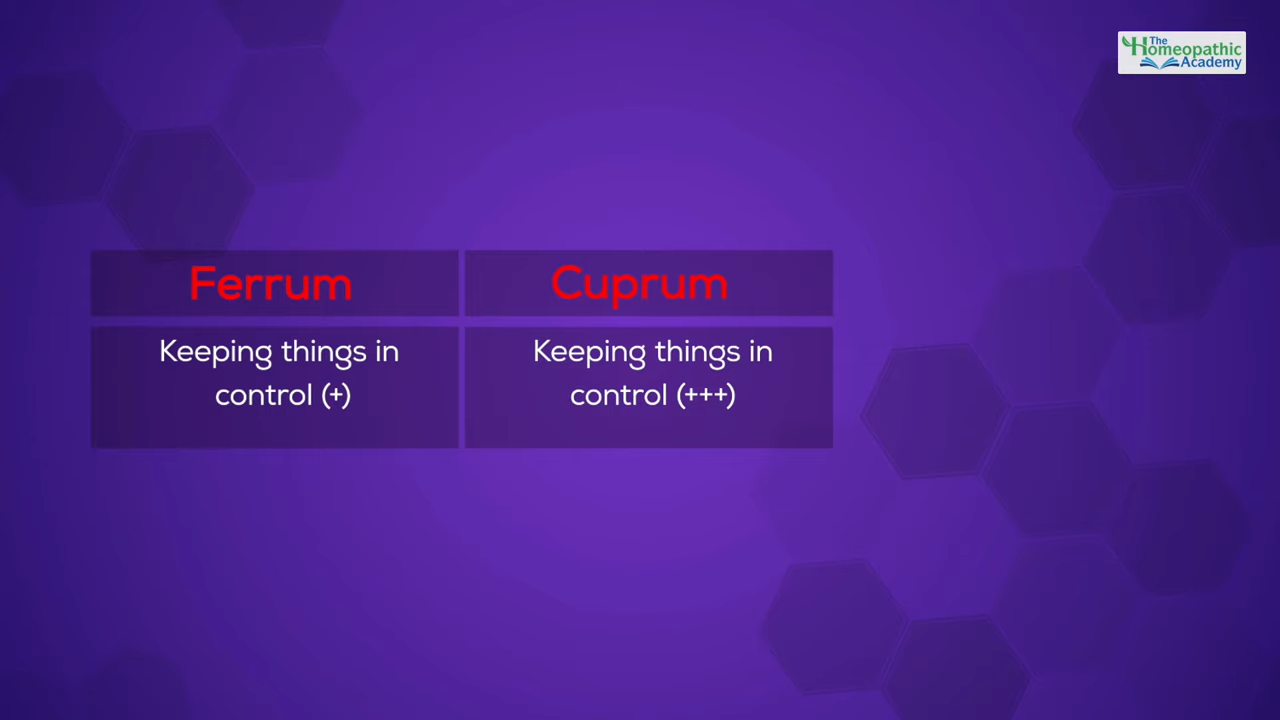 The
Homeopathic
Academy
Ferrum
Cuprum
Keeping things in
control (+)
Keeping things in
control (+++)